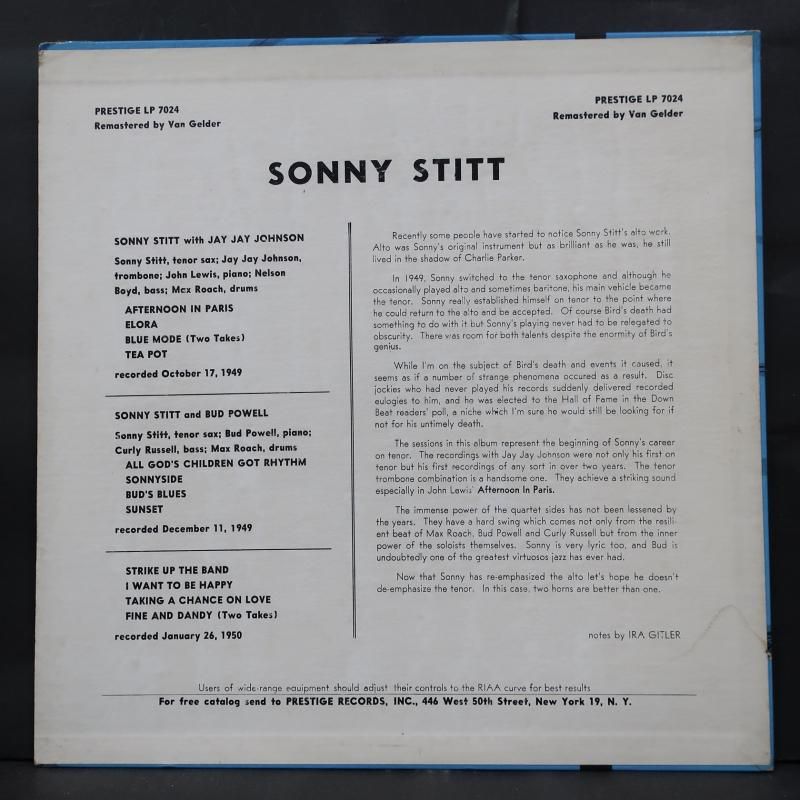 PRESTIGE LP 7024
Remastered by Van Gelder
PRESTIGE LP 7024
Remastered by Van Gelder
SONNY STITT
SONNY STITT with JAY JAY JOHNSON
Sonny Stitt, tenor sax; Jay Jay Johnson,
trombone; John Lewis, piano; Nelson
Boyd, bass; Max Roach, drums
AFTERNOON IN PARIS
ELORA
BLUE MODE (Two Takes)
TEA POT
recorded October 17, 1949
SONNY STITT and BUD POWELL
Sonny Stitt, tenor sax; Bud Powell, piano;
Curly Russell, bass; Max Roach, drums
ALL GOD'S CHILDREN GOT RHYTHM
SONNYSIDE
BUD'S BLUES
SUNSET
recorded December 11, 1949
STRIKE UP THE BAND
I WANT TO BE HAPPY
TAKING A CHANCE ON LOVE
FINE AND DANDY (Two Takes)
recorded January 26, 1950
Recently some people have started to notice Sonny Stitt's alto work.
Alto was Sonny's original instrument but as brilliant as he was, he still
lived in the shadow of Charlie Parker.
In 1949, Sonny switched to the tenor saxophone and although he
occasionally played alto and sometimes baritone, his main vehicle became
the tenor. Sonny really established himself on tenor to the point where
he could return to the alto and be accepted. Of course Bird's death had
something to do with it but Sonny's playing never had to be relegated to
obscurity. There was room for both talents despite the enormity of Bird's
genius.
While I'm on the subject of Bird's death and events it caused, it
seems as if a number of strange phenomena occured as a result. Disc
jockies who had never played his records suddenly delivered recorded
eulogies to him, and he was elected to the Hall of Fame in the Down
Beat readers' poll, a niche which I'm sure he would still be looking for if
not for his untimely death.
The sessions in this album represent the beginning of Sonny's career
on tenor. The recordings with Jay Jay Johnson were not only his first on
tenor but his first recordings of any sort in over two years. The tenor
trombone combination is a handsome one. They achieve a striking sound
especially in John Lewis' Afternoon In Paris.
The immense power of the quartet sides has not been lessened by
the years. They have a hard swing which comes not only from the resili-
ent beat of Max Roach, Bud Powell and Curly Russell but from the inner
power of the soloists themselves. Sonny is very lyric too, and Bud is
undoubtedly one of the greatest virtuosos jazz has ever had.
Now that Sonny has re-emphasized the alto let's hope he doesn't
de-emphasize the tenor. In this case, two horns are better than one.
notes by IRA GITLER
Users of wide-range equipment should adjust their controls to the RIAA curve for best results
For free catalog send to PRESTIGE RECORDS, INC., 446 West 50th Street, New York 19, N. Y.